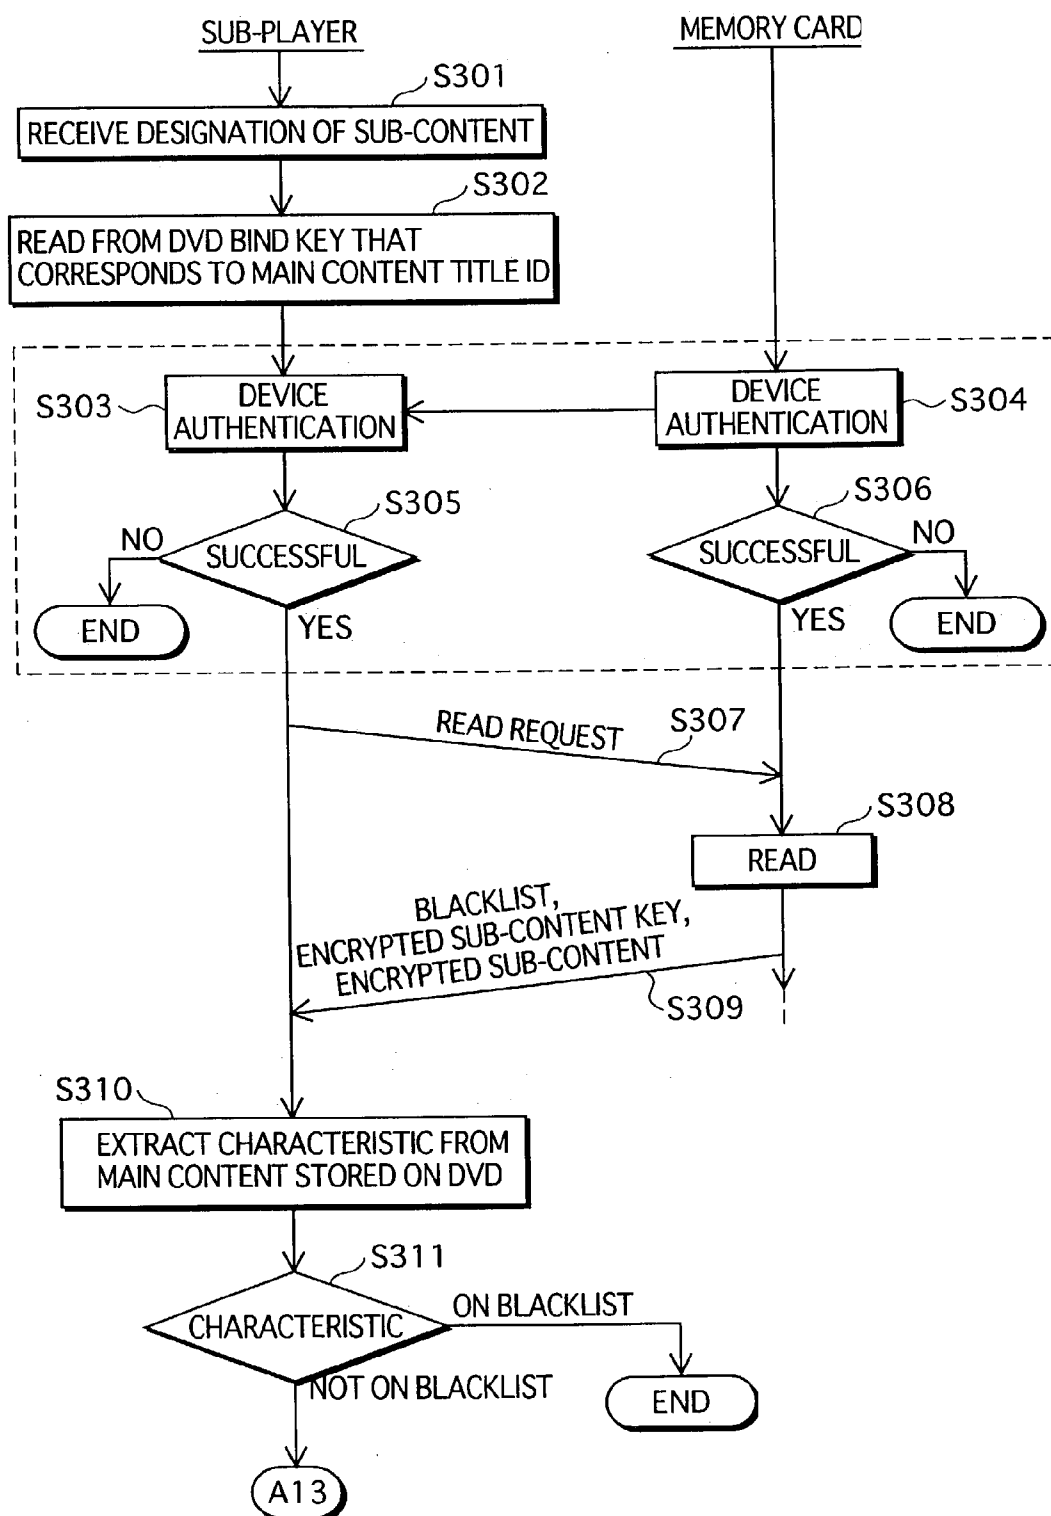 SUB-PLAYER
MEMORY CARD
S301
RECEIVE DESIGNATION OF SUB-CONTENT
S302
READ FROM DVD BIND KEY THAT
CORRESPONDS TO MAIN CONTENT TITLE ID
S303
DEVICE
AUTHENTICATION
DEVICE
AUTHENTICATION
S304
S305
S306
NO
SUCCESSFUL
SUCCESSFUL
NO
END
YES
YES
END
READ REQUEST
S307
S308
READ
BLACKLIST,
ENCRYPTED SUB-CONTENT KEY,
ENCRYPTED SUB-CONTENT
S309
S310
EXTRACT CHARACTERISTIC FROM
MAIN CONTENT STORED ON DVD
S311
CHARACTERISTIC
ON BLACKLIST
NOT ON BLACKLIST
END
A13